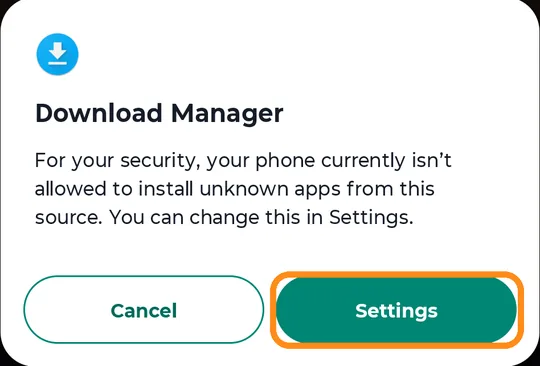 Download Manager
For your security, your phone currently isn’t
allowed to install unknown apps from this
source. You can change this in Settings.
Cancel
Settings